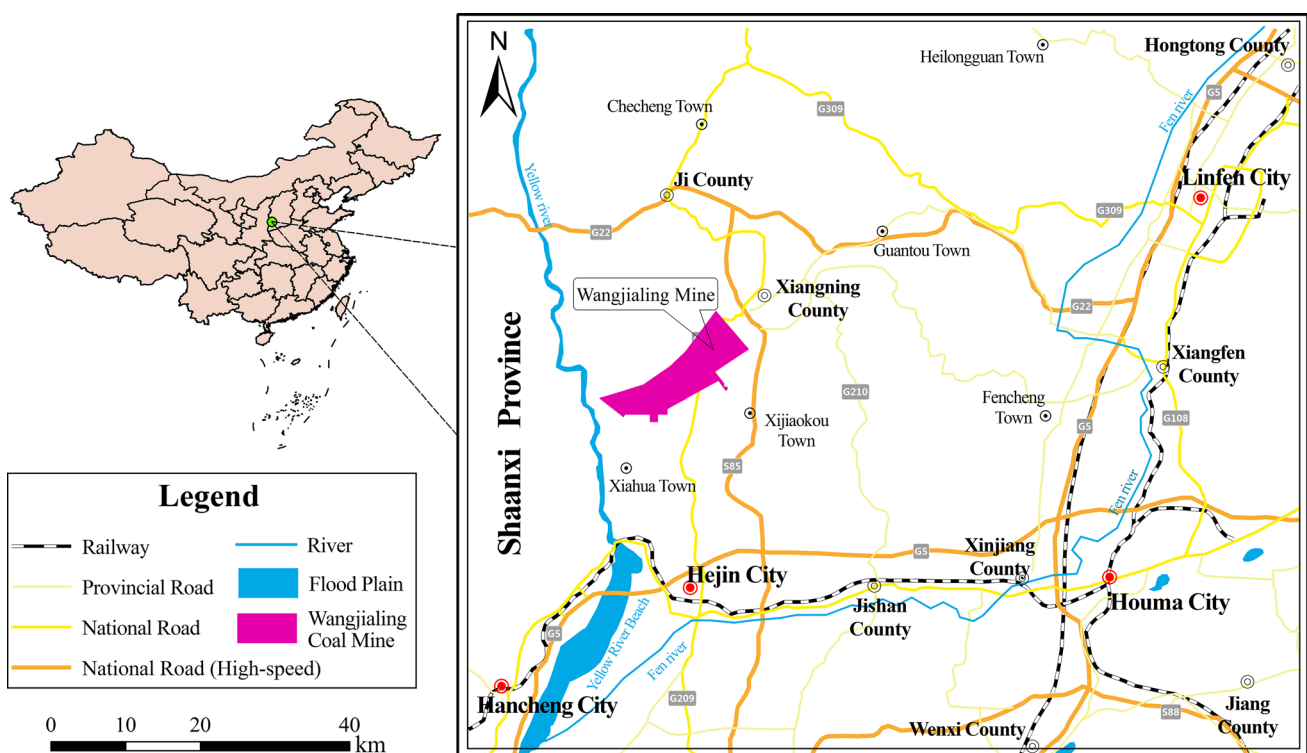 N
Heilongguan Town
Hongtong County
G5
Checheng Town
G309
Fen river
Yellow river
Ji County
Linfen City
G309
G22
Guantou Town
Wangjialing Mine
Xiangning
County
G22
Shaanxi Province
Xiangfen
County
G210
Fencheng
Town
G108
Xijiaokou
Town
G5
S85
Xiahua Town
Fen river
Legend
Railway
River
Provincial Road
Flood Plain
National Road
Wangjialing
Coal Mine
National Road (High-speed)
0 10 20 40
km
G5
Xinjiang
County
Hejin City
Houma City
Jishan
County
G5
Yellow River Beach
Fen river
Hancheng City
G209
Wenxi County
S88
Jiang
County